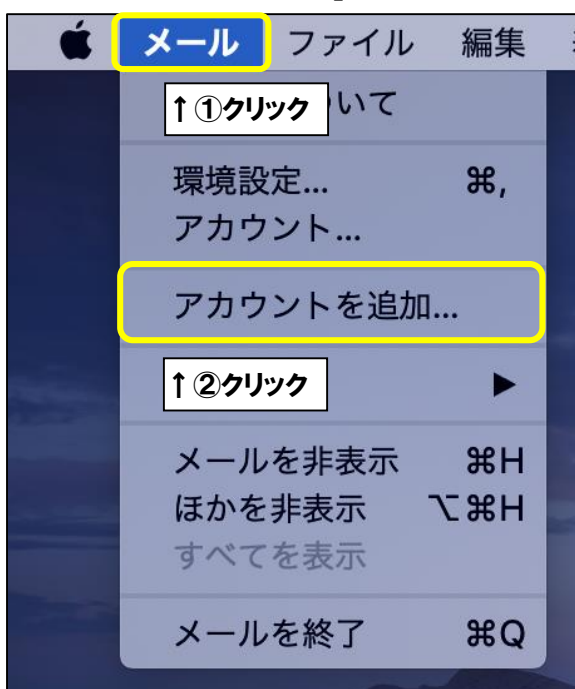 メール ファイル 編集
↑①クリック いて
環境設定... ⌘,
アカウント...
アカウントを追加...
↑②クリック ▶
メールを非表示 ⌘H
ほかを非表示 ⌥⌘H
すべてを表示
メールを終了 ⌘Q